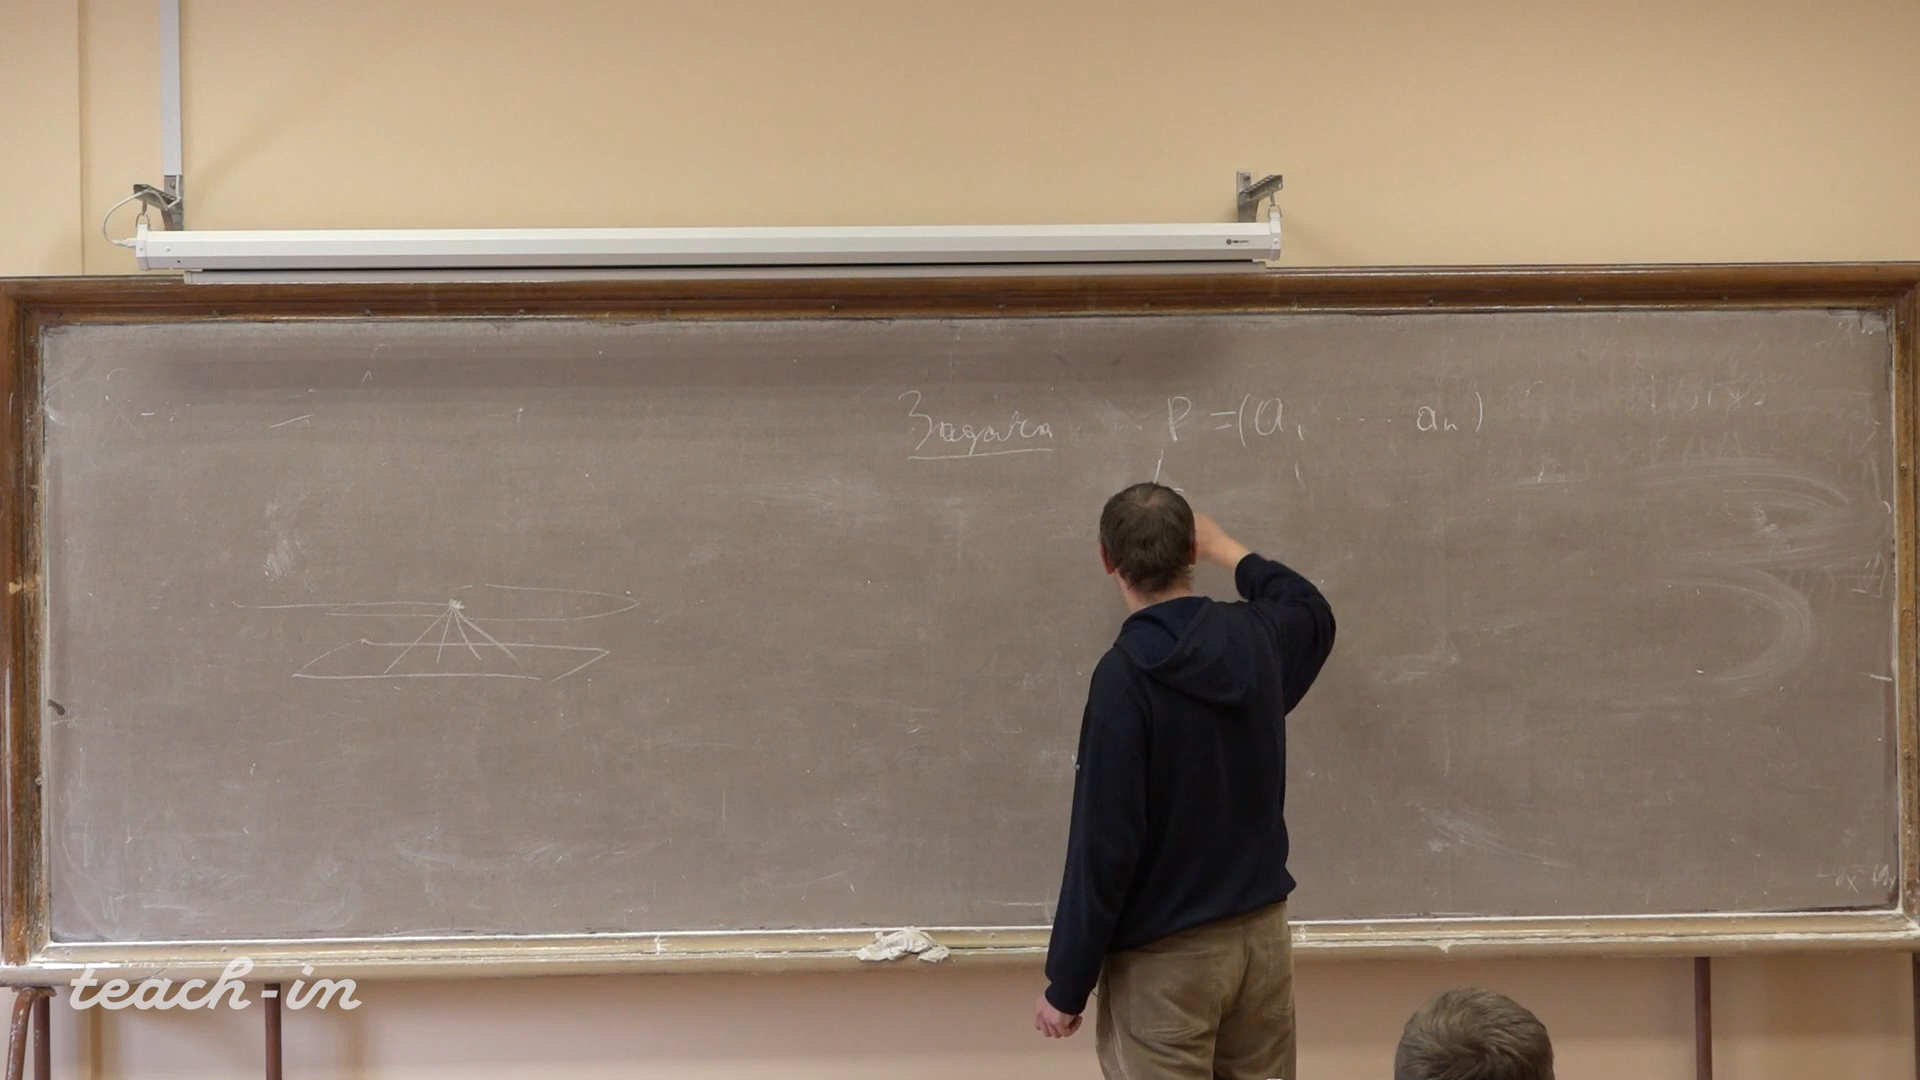 Задача P = (a₁ ... aₙ)
teach-in